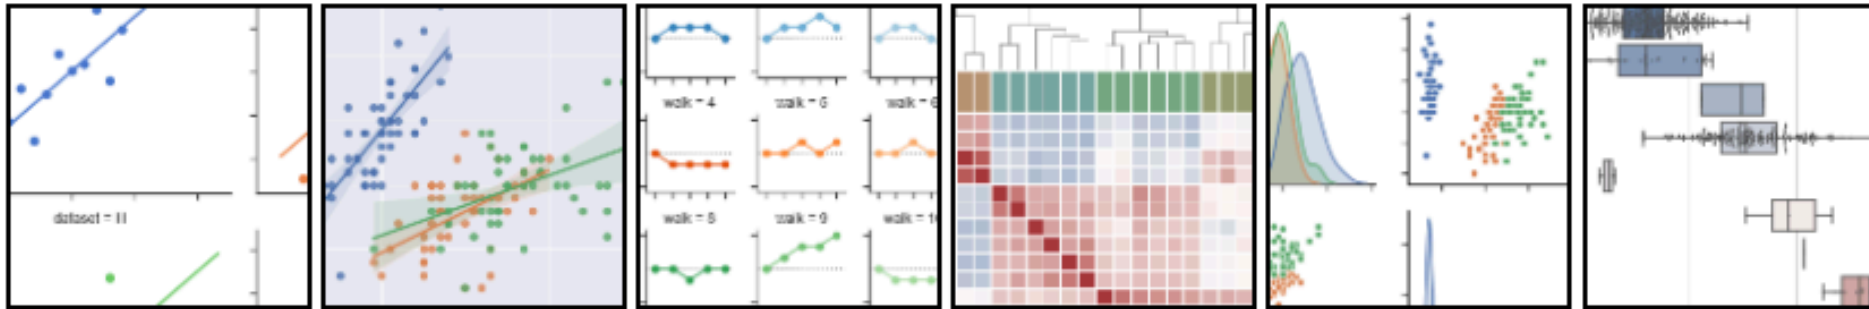 dataset = II
walk = 4
walk = 5
walk = 6
walk = 8
walk = 9